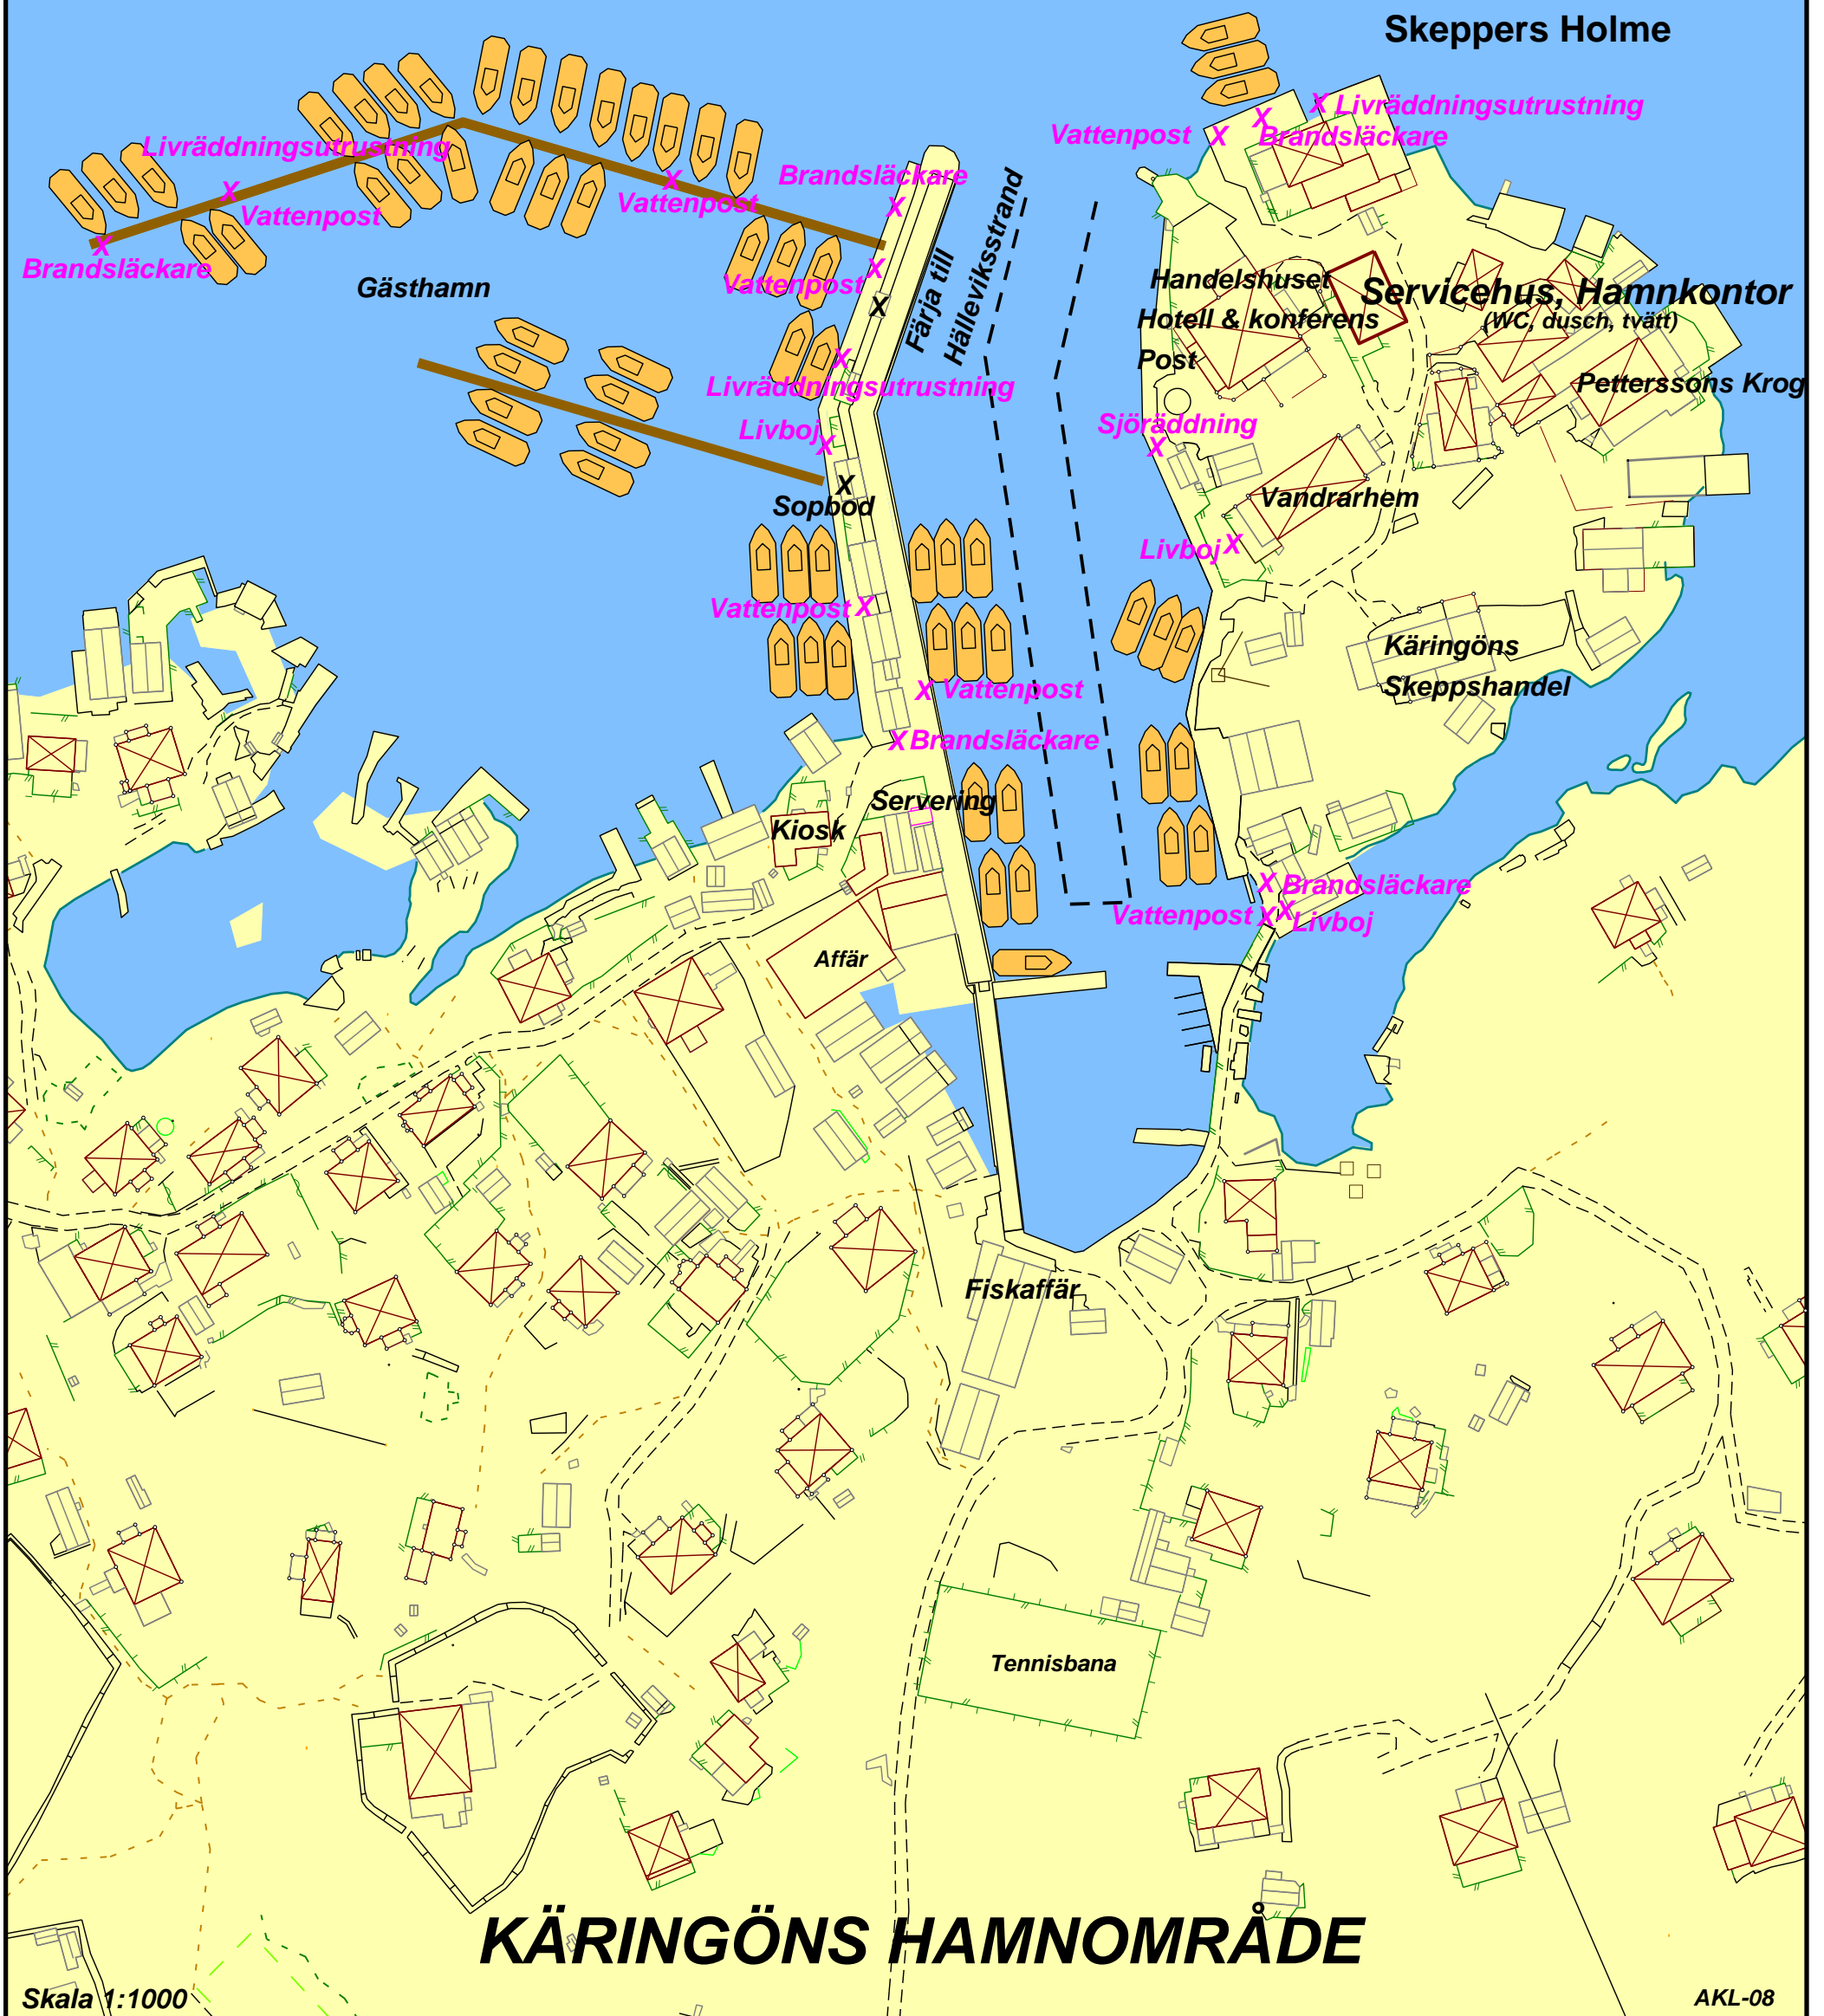 Skeppers Holme
X Livräddningsutrustning
Vattenpost X
X
Brandsläckare
Livräddningsutrustning
X
Vattenpost
X
Brandsläckare
X
Vattenpost
Brandsläckare
X
Gästhamn
Vattenpost X
X
Färja till
Hälleviksstrand
Handelshuset
Hotell & konferens
Post
Servicehus, Hamnkontor
(WC, dusch, tvätt)
Petterssons Krog
X
Livräddningsutrustning
Livboj X
Sjöräddning
X
X
Sopbod
Vandrarhem
Livboj X
Vattenpost X
Käringöns
Skeppshandel
X Vattenpost
X Brandsläckare
Servering
Kiosk
X Brandsläckare
Vattenpost X
X
Livboj
Affär
Fiskaffär
Tennisbana
KÄRINGÖNS HAMNOMRÅDE
Skala 1:1000
AKL-08